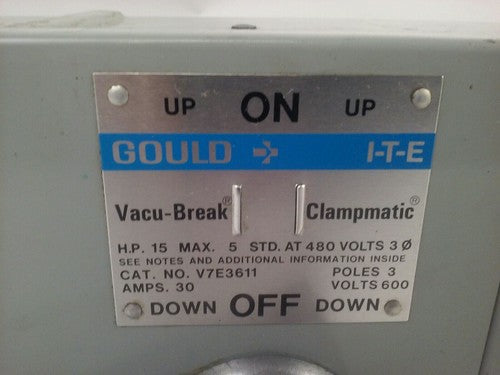 UP ON UP
GOULD I-T-E
Vacu-Break® Clampmatic®
H.P. 15 MAX. 5 STD. AT 480 VOLTS 3 Ø
SEE NOTES AND ADDITIONAL INFORMATION INSIDE
CAT. NO. V7E3611 POLES 3
AMPS. 30 VOLTS 600
DOWN OFF DOWN